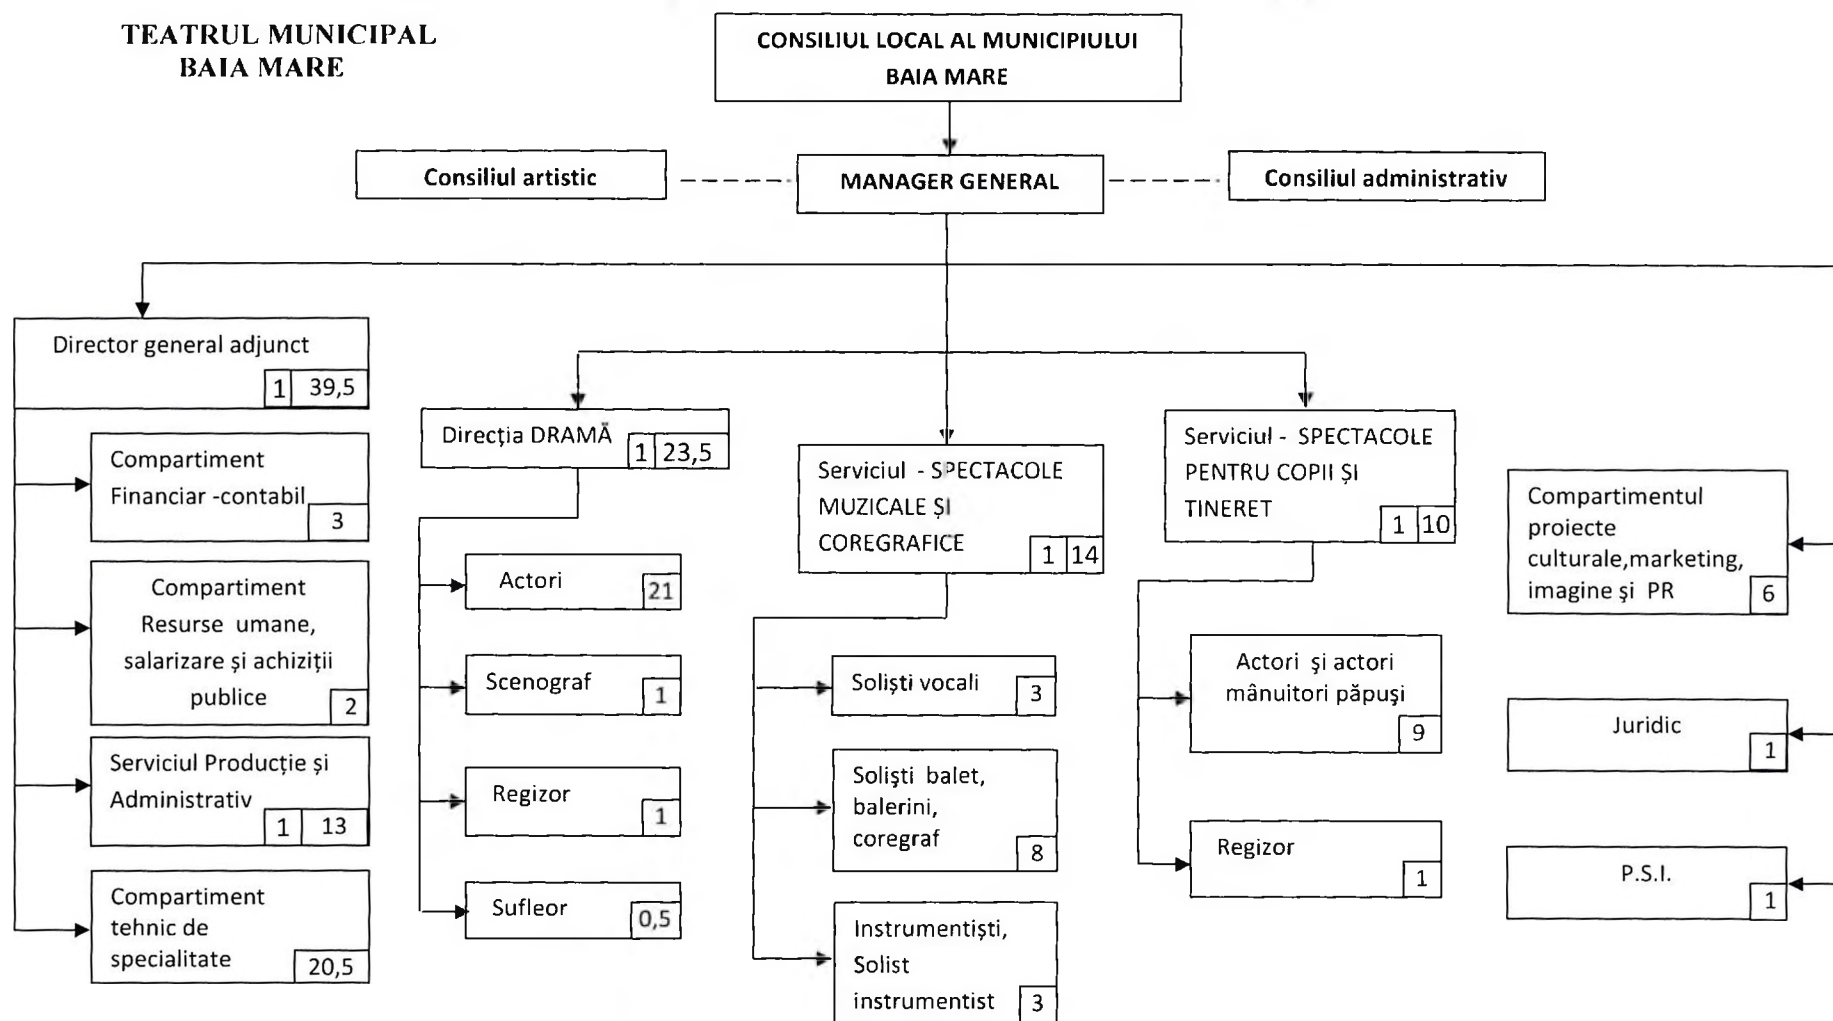 TEATRUL MUNICIPAL
BAIA MARE
CONSILIUL LOCAL AL MUNICIPIULUI
BAIA MARE
Consiliul artistic
MANAGER GENERAL
Consiliul administrativ
Director general adjunct
1 39,5
Compartiment
Financiar -contabil
3
Compartiment
Resurse umane,
salarizare și achiziții
publice
2
Serviciul Producție și
Administrativ
1 13
Compartiment
tehnic de
specialitate
20,5
Direcția DRAMĂ
1 23,5
Actori
21
Scenograf
1
Regizor
1
Sufleor
0,5
Serviciul - SPECTACOLE
MUZICALE ȘI
COREGRAFICE
1 14
Soliști vocali
3
Soliști balet,
balerini,
coregraf
8
Instrumentiști,
Solist
instrumentist
3
Serviciul - SPECTACOLE
PENTRU COPII ȘI
TINERET
1 10
Actori și actori
mânuitori păpuși
9
Regizor
1
Compartimentul
proiecte
culturale,marketing,
imagine și PR
6
Juridic
1
P.S.I.
1